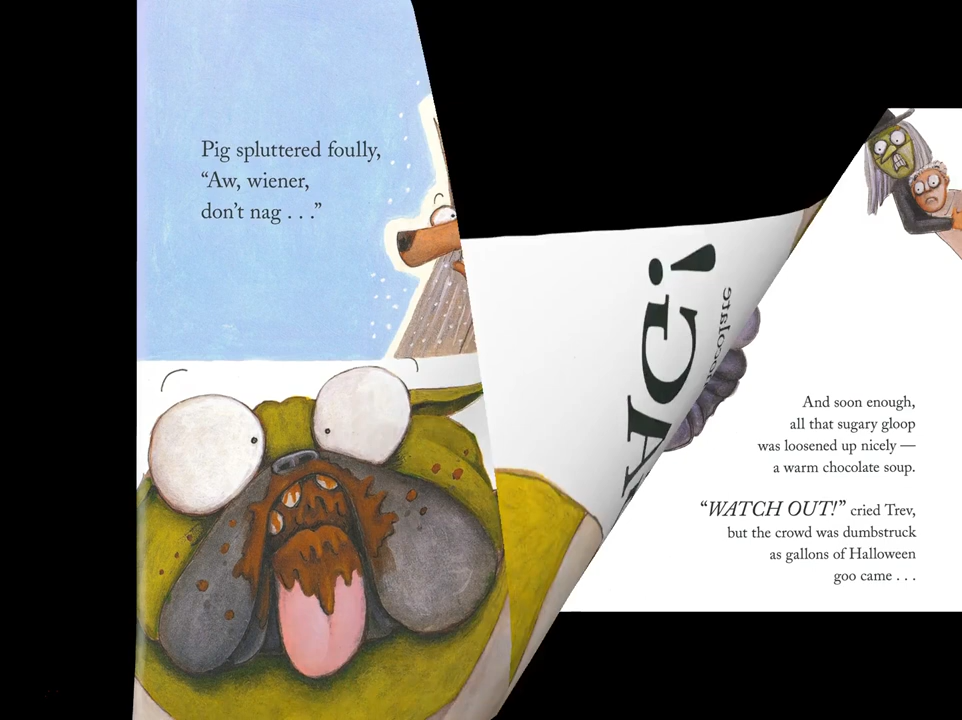 Pig spluttered foully,
“Aw, wiener,
don’t nag . . .”
And soon enough,
all that sugary gloop
was loosened up nicely —
a warm chocolate soup.
“WATCH OUT!” cried Trev,
but the crowd was dumbstruck
as gallons of Halloween
goo came . . .